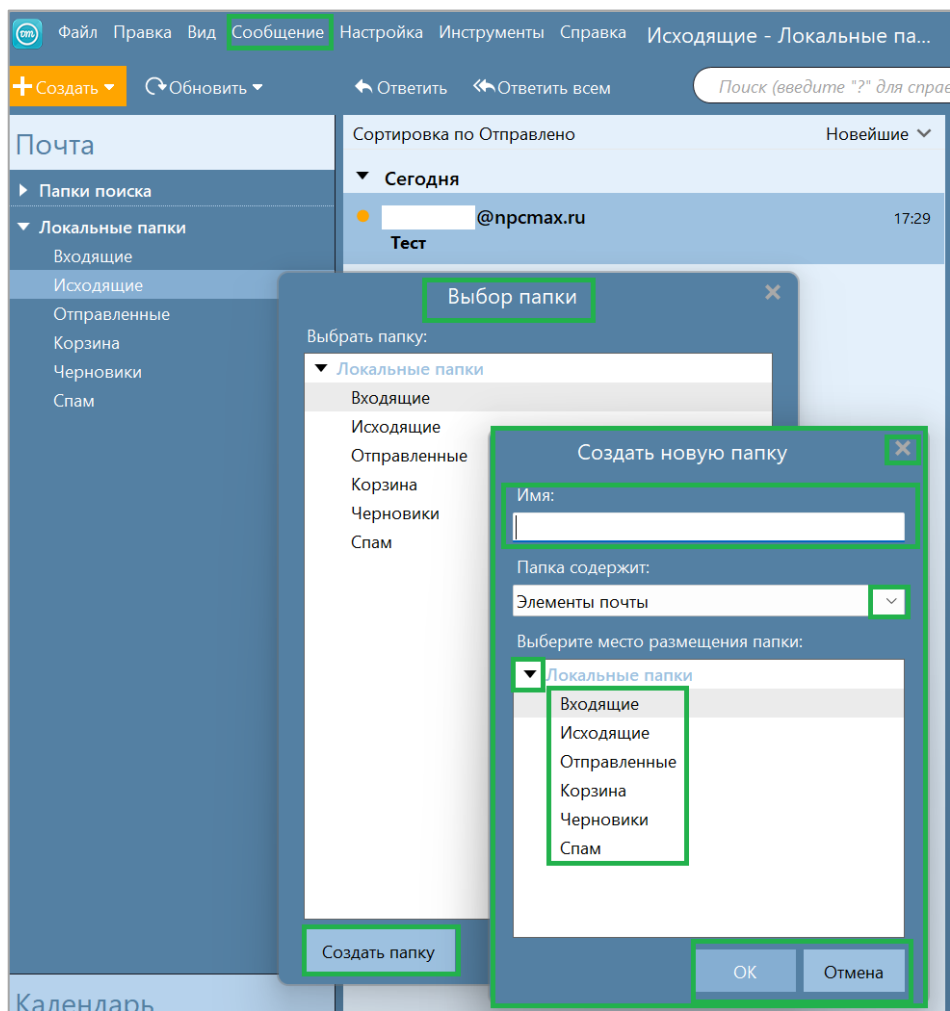 Файл Правка Вид Сообщение Настройка Инструменты Справка Исходящие - Локальные па...
Создать Обновить Ответить Ответить всем Поиск (введите "?" для спра
Почта
Папки поиска
Локальные папки
Входящие
Исходящие
Отправленные
Корзина
Черновики
Спам
Календарь
Сортировка по Отправлено Новейшие
Сегодня
@npcmax.ru 17:29
Тест
Выбор папки
Выбрать папку:
Локальные папки
Входящие
Исходящие
Отправленные
Корзина
Черновики
Спам
Создать папку
Создать новую папку
Имя:
Папка содержит:
Элементы почты
Выберите место размещения папки:
Локальные папки
Входящие
Исходящие
Отправленные
Корзина
Черновики
Спам
ОК Отмена